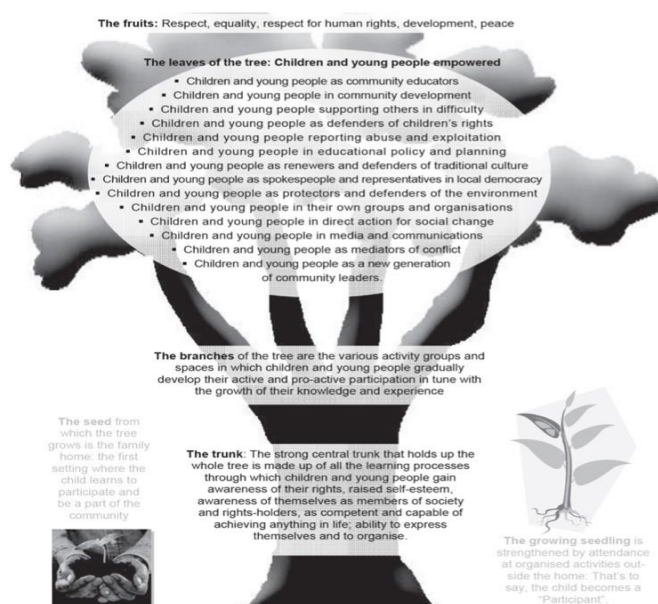 The fruits: Respect, equality, respect for human rights, development, peace
The leaves of the tree: Children and young people empowered
▪ Children and young people as community educators
▪ Children and young people in community development
▪ Children and young people supporting others in difficulty
▪ Children and young people as defenders of children's rights
▪ Children and young people reporting abuse and exploitation
▪ Children and young people in educational policy and planning
▪ Children and young people as renewers and defenders of traditional culture
▪ Children and young people as spokespeople and representatives in local democracy
▪ Children and young people as protectors and defenders of the environment
▪ Children and young people in their own groups and organisations
▪ Children and young people in direct action for social change
▪ Children and young people in media and communications
▪ Children and young people as mediators of conflict
▪ Children and young people as a new generation
of community leaders.
The branches of the tree are the various activity groups and
spaces in which children and young people gradually
develop their active and pro-active participation in tune with
the growth of their knowledge and experience
The seed from
which the tree
grows is the family
home: the first
setting where the
child learns to
participate and
be a part of the
community
The trunk: The strong central trunk that holds up the
whole tree is made up of all the learning processes
through which children and young people gain
awareness of their rights, raised self-esteem,
awareness of themselves as members of society
and rights-holders, as competent and capable of
achieving anything in life; ability to express
themselves and to organise.
The growing seedling is
strengthened by attendance
at organised activities out-
side the home: That's to
say, the child becomes a
"Participant".